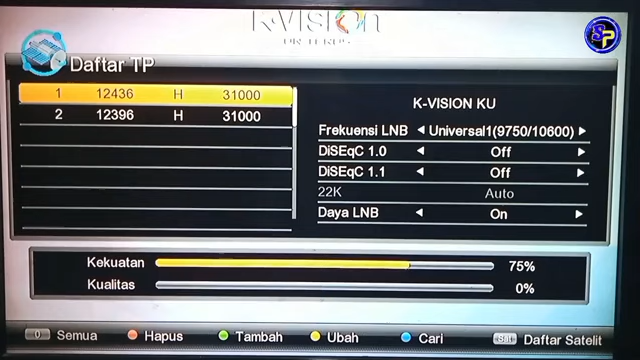 K-VISION
SP
Daftar TP
1 12436 H 31000
2 12396 H 31000
K-VISION KU
Frekuensi LNB Universal1(9750/10600)
DiSEqC 1.0 Off
DiSEqC 1.1 Off
22K Auto
Daya LNB On
Kekuatan 75%
Kualitas 0%
0 Semua Hapus Tambah Ubah Cari Sat Daftar Satelit